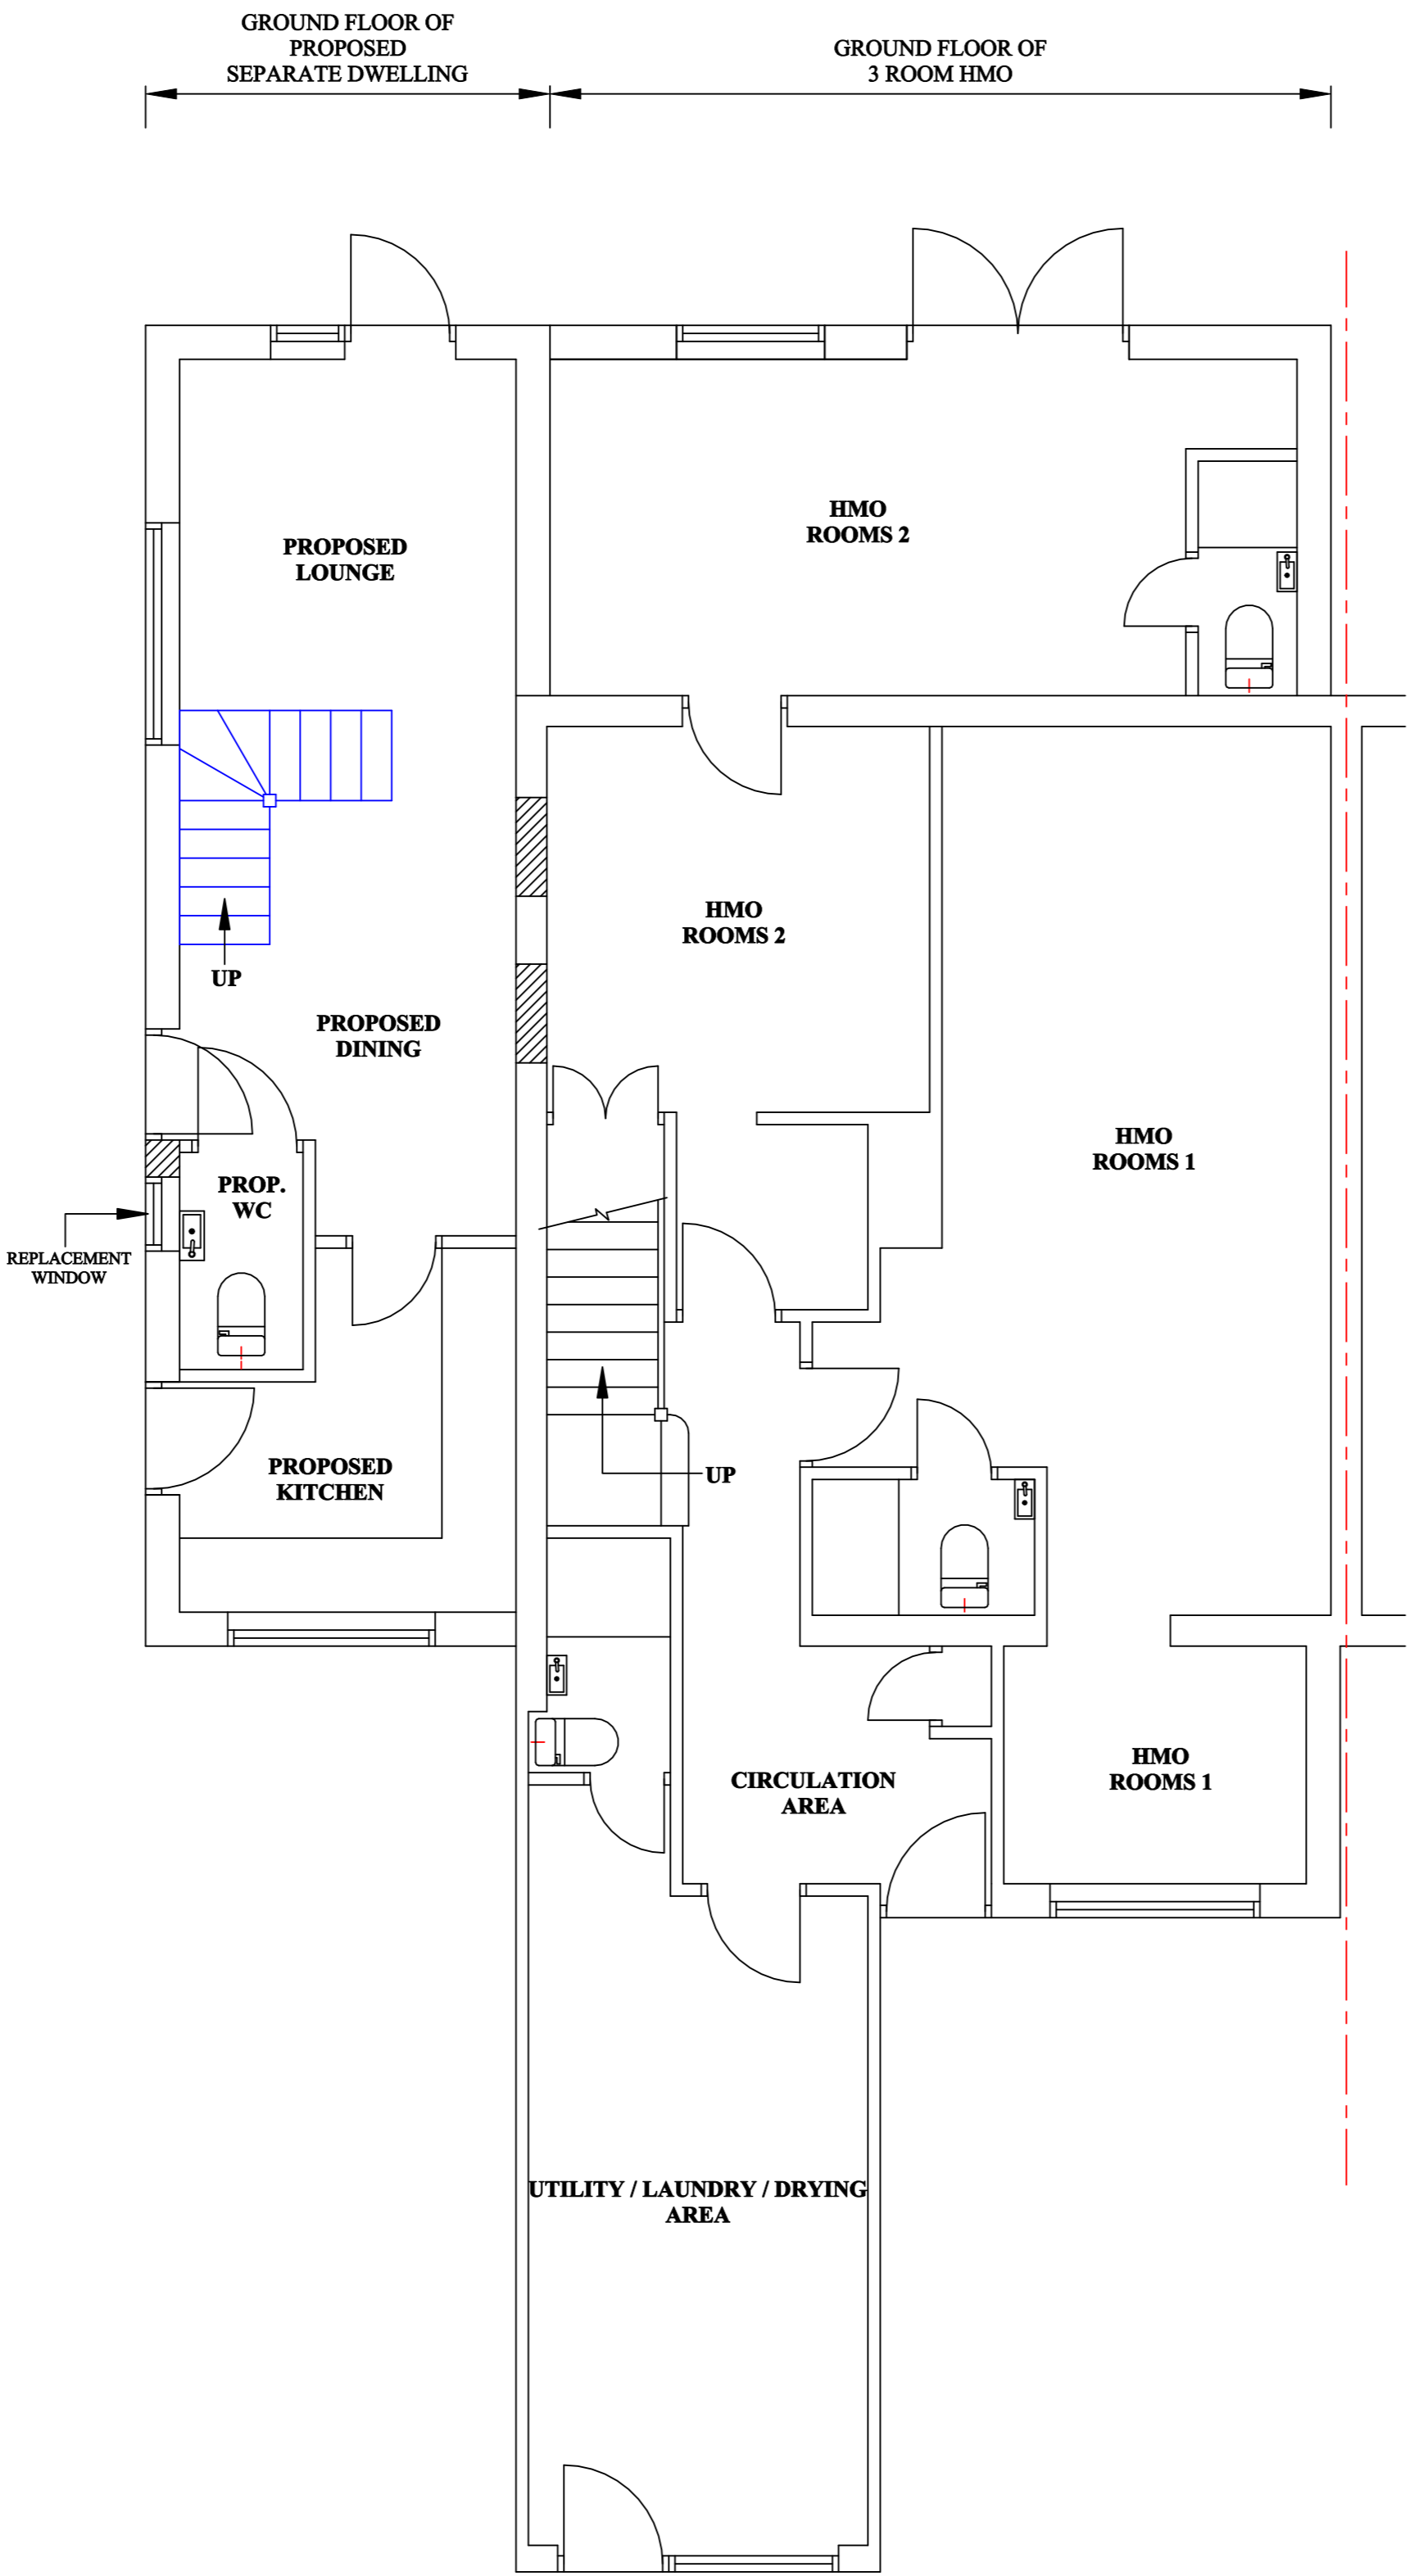 GROUND FLOOR OF
PROPOSED
SEPARATE DWELLING
GROUND FLOOR OF
3 ROOM HMO
HMO
ROOMS 2
PROPOSED
LOUNGE
HMO
ROOMS 2
UP
PROPOSED
DINING
HMO
ROOMS 1
PROP.
WC
REPLACEMENT
WINDOW
PROPOSED
KITCHEN
UP
CIRCULATION
AREA
HMO
ROOMS 1
UTILITY / LAUNDRY / DRYING
AREA